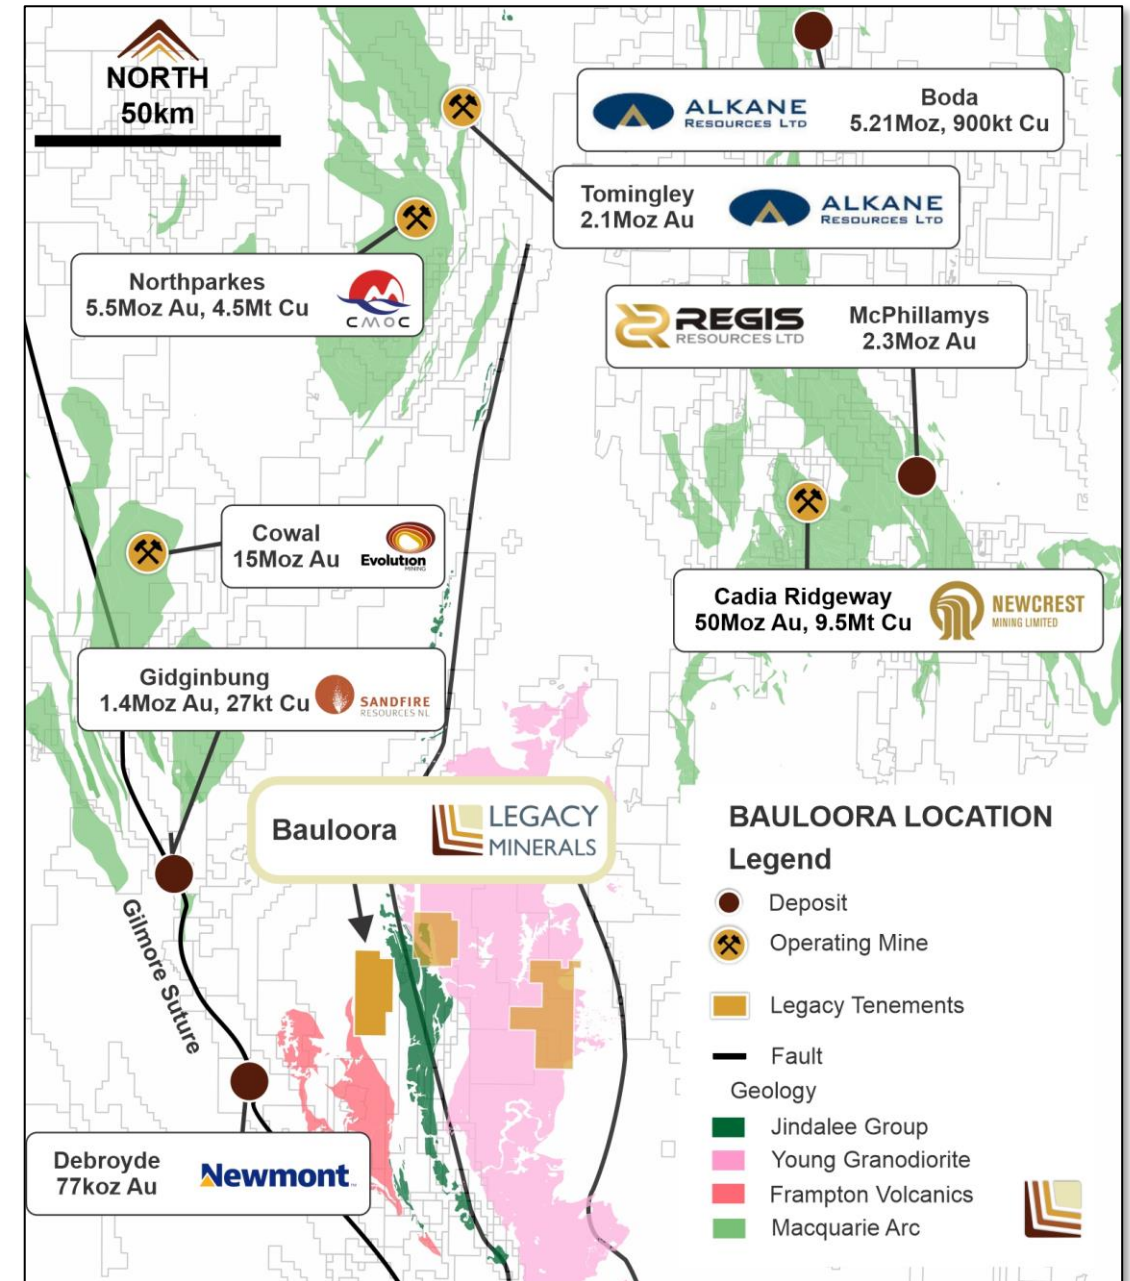 NORTH
50km
ALKANE
RESOURCES LTD
Boda
5.21Moz, 900kt Cu
Tomingley
2.1Moz Au
ALKANE
RESOURCES LTD
Northparkes
5.5Moz Au, 4.5Mt Cu
CMOC
REGIS
RESOURCES LTD
McPhillamys
2.3Moz Au
Cowal
15Moz Au
Evolution
MINING
Cadia Ridgeway
50Moz Au, 9.5Mt Cu
NEWCREST
MINING LIMITED
Gidginbung
1.4Moz Au, 27kt Cu
SANDFIRE
RESOURCES NL
Bauloora
LEGACY
MINERALS
Gilmore Suture
Debroyde
77koz Au
Newmont™
BAULOORA LOCATION
Legend
Deposit
Operating Mine
Legacy Tenements
Fault
Geology
Jindalee Group
Young Granodiorite
Frampton Volcanics
Macquarie Arc